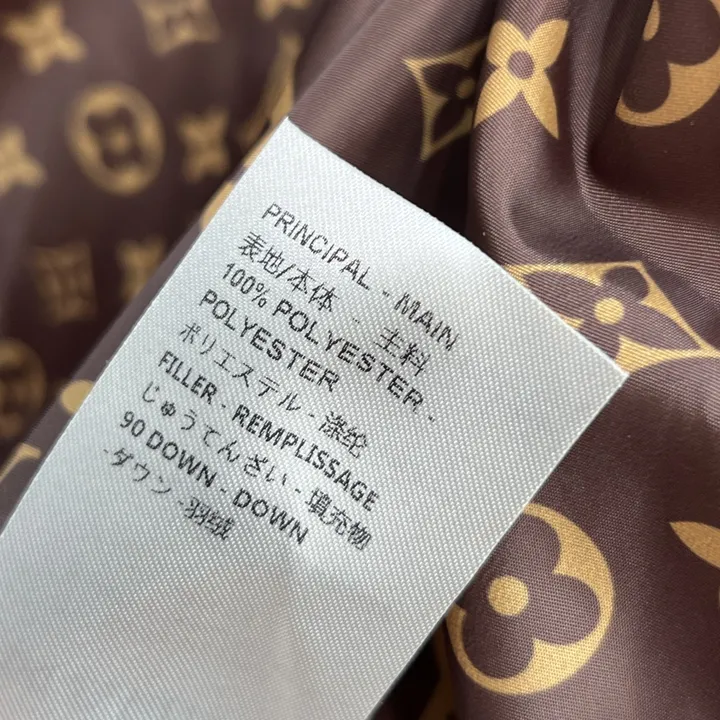 PRINCIPAL - MAIN
表地/本体 - 主料
100% POLYESTER -
POLYESTER
ポリエステル - 涤纶
FILLER - REMPLISSAGE
じゅうてんざい - 填充物
90 DOWN - DOWN
- ダウン - 羽绒